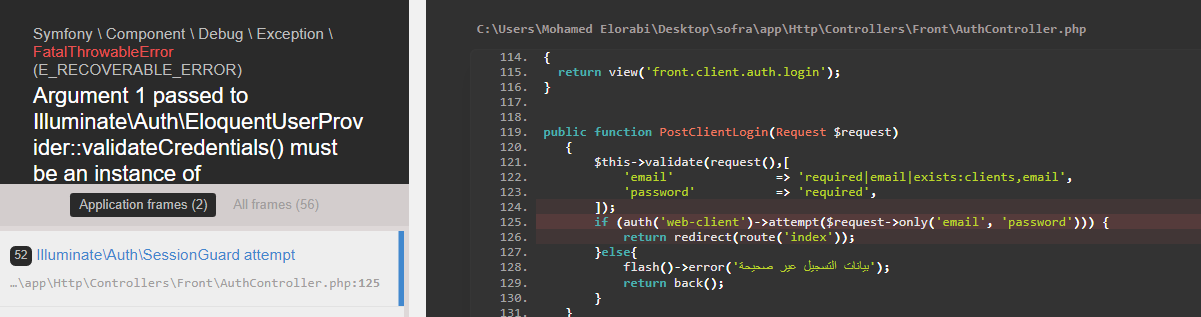 Symfony \ Component \ Debug \ Exception \
FatalThrowableError
(E_RECOVERABLE_ERROR)
Argument 1 passed to
Illuminate\Auth\EloquentUserProv
ider::validateCredentials() must
be an instance of
Application frames (2) All frames (56)
52 Illuminate\Auth\SessionGuard attempt
…\app\Http\Controllers\Front\AuthController.php:125
C:\Users\Mohamed Elorabi\Desktop\sofra\app\Http\Controllers\Front\AuthController.php
114. {
115. return view('front.client.auth.login');
116. }
117.
118.
119. public function PostClientLogin(Request $request)
120. {
121. $this->validate(request(),[
122. 'email' => 'required|email|exists:clients,email',
123. 'password' => 'required',
124. ]);
125. if (auth('web-client')->attempt($request->only('email', 'password'))) {
126. return redirect(route('index'));
127. }else{
128. flash()->error('بيانات التسجيل عير صحيحة');
129. return back();
130. }
131. }